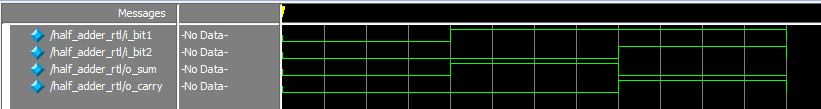 Messages
/half_adder_rtl/i_bit1 -No Data-
/half_adder_rtl/i_bit2 -No Data-
/half_adder_rtl/o_sum -No Data-
/half_adder_rtl/o_carry -No Data-